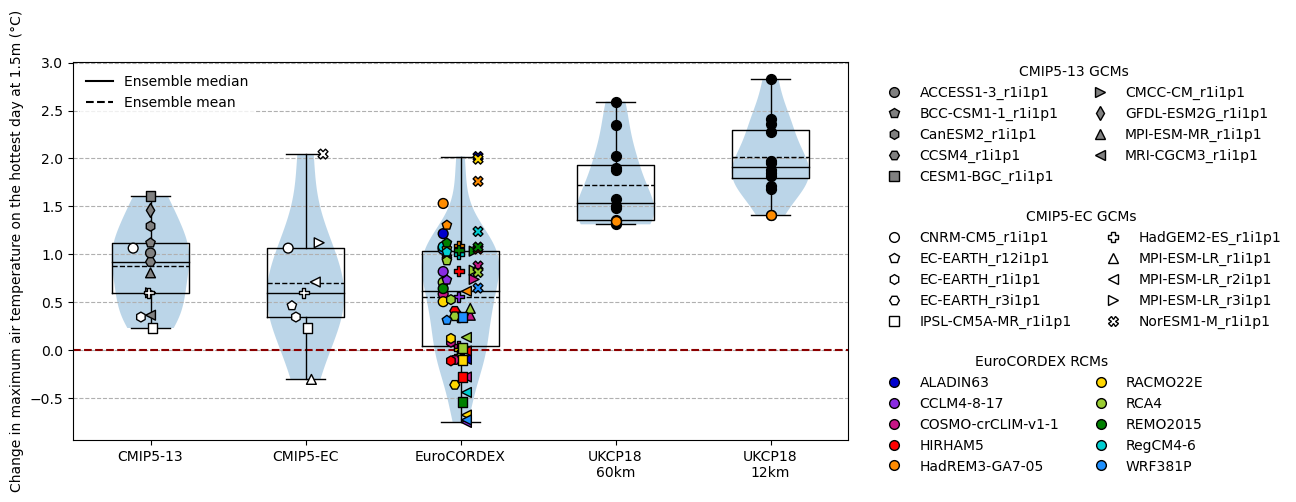 Change in maximum air temperature on the hottest day at 1.5m (°C)
3.0
2.5
2.0
1.5
1.0
0.5
0.0
−0.5
Ensemble median
Ensemble mean
CMIP5-13
CMIP5-EC
EuroCORDEX
UKCP18
60km
UKCP18
12km
CMIP5-13 GCMs
ACCESS1-3_r1i1p1
BCC-CSM1-1_r1i1p1
CanESM2_r1i1p1
CCSM4_r1i1p1
CESM1-BGC_r1i1p1
CMCC-CM_r1i1p1
GFDL-ESM2G_r1i1p1
MPI-ESM-MR_r1i1p1
MRI-CGCM3_r1i1p1
CMIP5-EC GCMs
CNRM-CM5_r1i1p1
EC-EARTH_r12i1p1
EC-EARTH_r1i1p1
EC-EARTH_r3i1p1
IPSL-CM5A-MR_r1i1p1
HadGEM2-ES_r1i1p1
MPI-ESM-LR_r1i1p1
MPI-ESM-LR_r2i1p1
MPI-ESM-LR_r3i1p1
NorESM1-M_r1i1p1
EuroCORDEX RCMs
ALADIN63
CCLM4-8-17
COSMO-crCLIM-v1-1
HIRHAM5
HadREM3-GA7-05
RACMO22E
RCA4
REMO2015
RegCM4-6
WRF381P